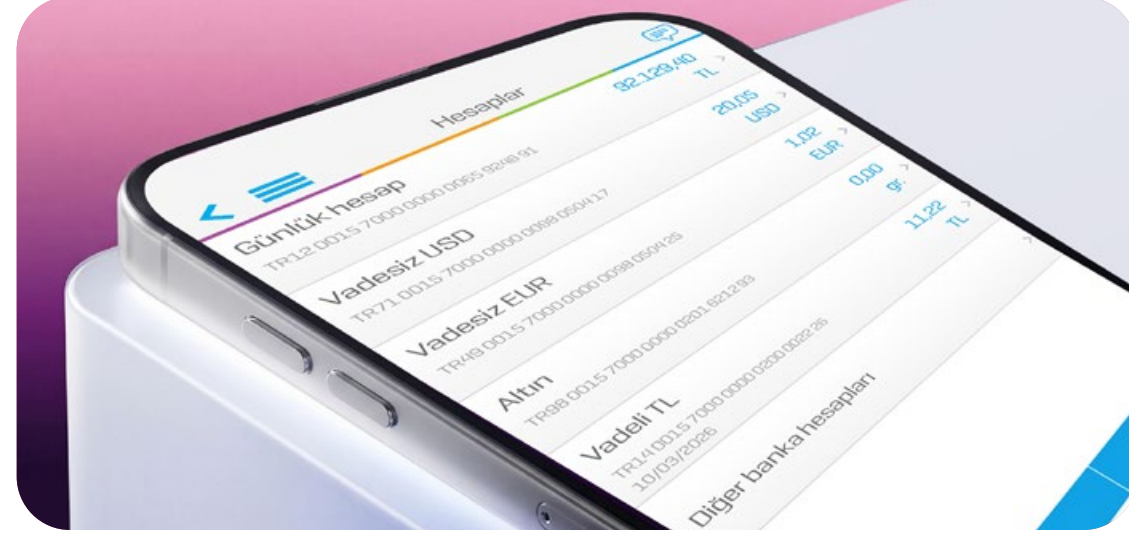 Hesaplar
Günlük hesap
92.129,40
TL
TR12 0015 7000 0000 0065 9248 91
Vadesiz USD
20,05
USD
TR71 0015 7000 0000 0098 0504 17
Vadesiz EUR
1,02
EUR
TR49 0015 7000 0000 0098 0504 25
Altın
0,00
gr.
TR98 0015 7000 0000 0201 6212 93
Vadeli TL
11,22
TL
TR14 0015 7000 0000 0200 0022 26
10/03/2026
Diğer banka hesapları